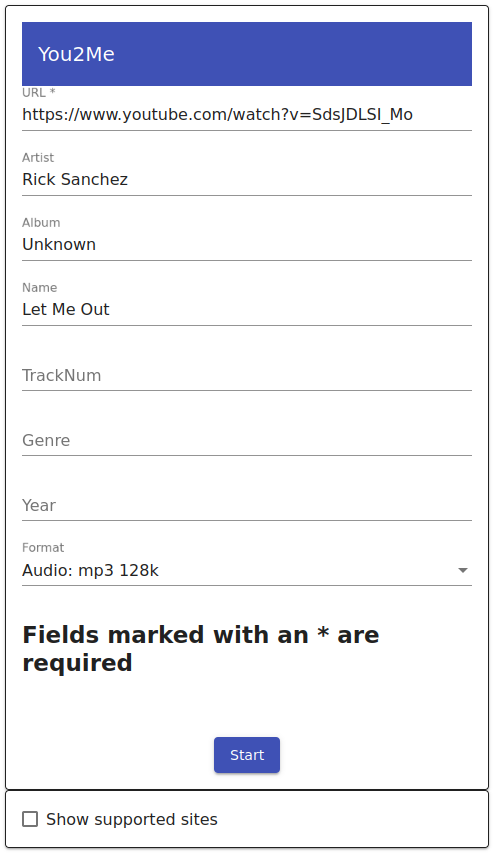 You2Me
URL *
https://www.youtube.com/watch?v=SdsJDLSI_Mo
Artist
Rick Sanchez
Album
Unknown
Name
Let Me Out
TrackNum
Genre
Year
Format
Audio: mp3 128k
Fields marked with an * are
required
Start
Show supported sites